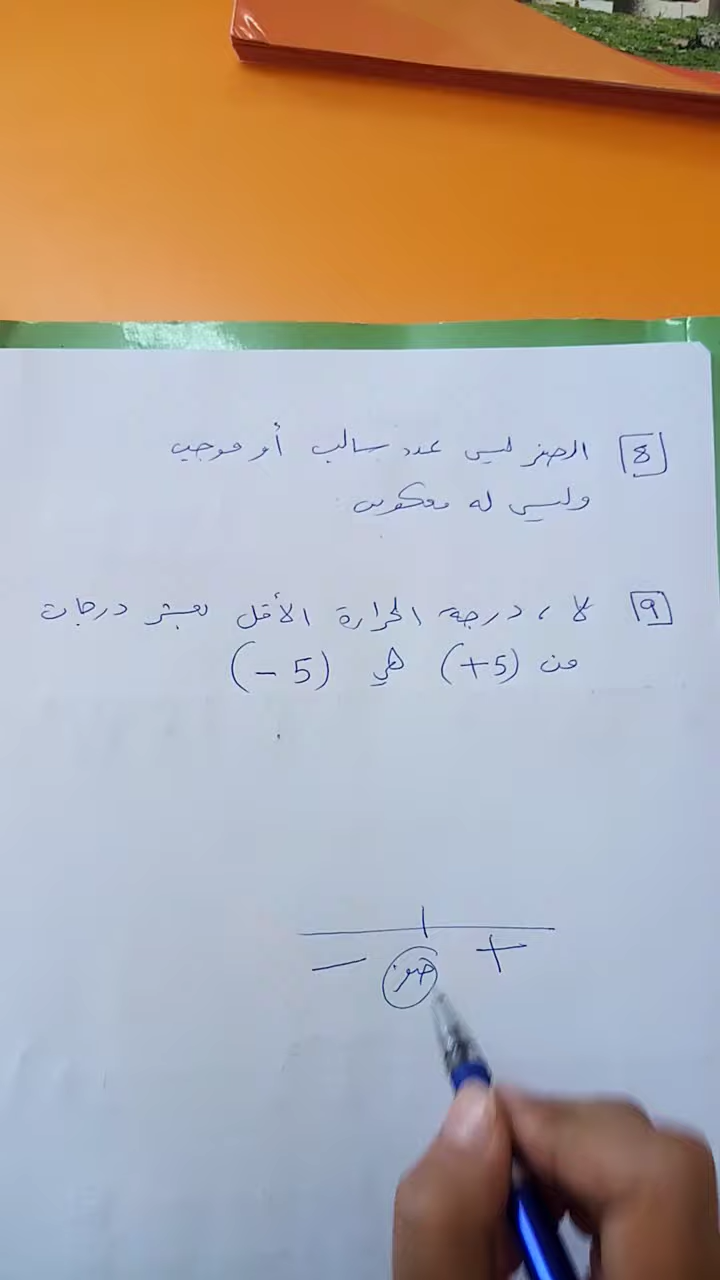 8 الصفر ليس عدد سالب أو موجب
وليس له معكوس
9 لا ، درجة الحرارة الأقل بعشر درجات
من (+5) هي (-5)
− صفر +